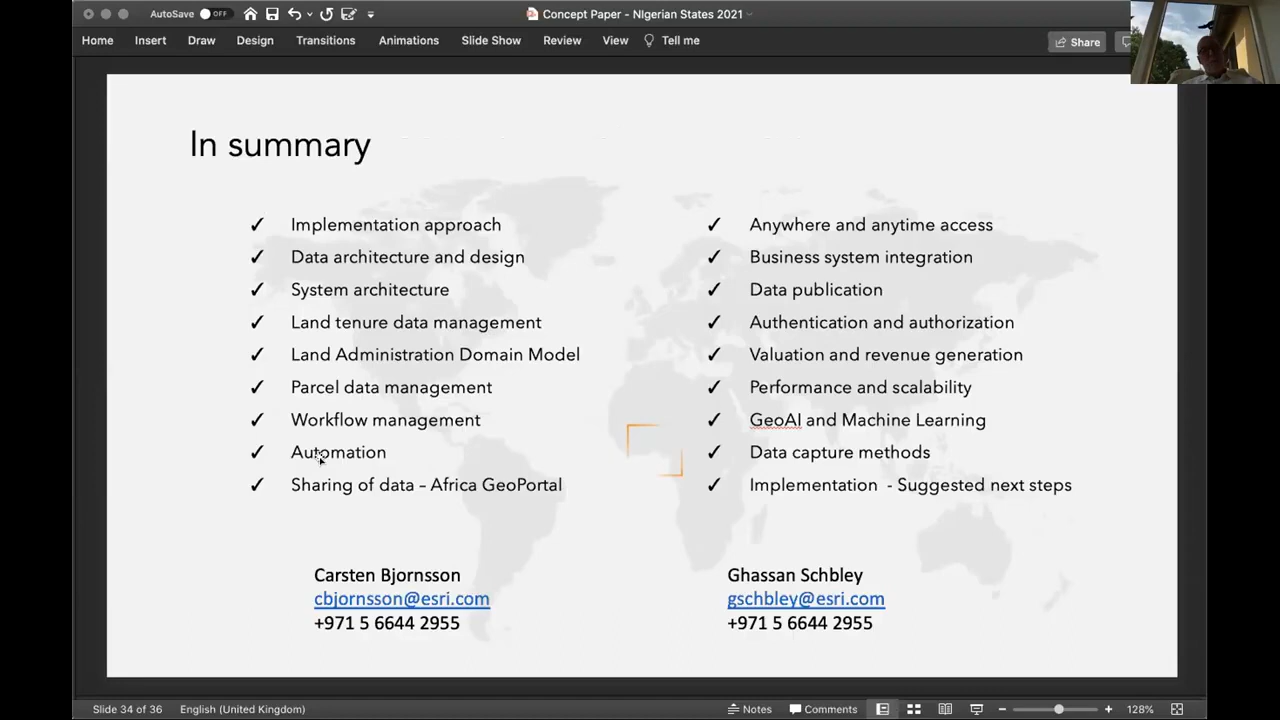 AutoSave OFF
Concept Paper - NIgerian States 2021
Home Insert Draw Design Transitions Animations Slide Show Review View Tell me
Share
In summary
✓ Implementation approach
✓ Data architecture and design
✓ System architecture
✓ Land tenure data management
✓ Land Administration Domain Model
✓ Parcel data management
✓ Workflow management
✓ Automation
✓ Sharing of data – Africa GeoPortal
✓ Anywhere and anytime access
✓ Business system integration
✓ Data publication
✓ Authentication and authorization
✓ Valuation and revenue generation
✓ Performance and scalability
✓ GeoAI and Machine Learning
✓ Data capture methods
✓ Implementation - Suggested next steps
Carsten Bjornsson
cbjornsson@esri.com
+971 5 6644 2955
Ghassan Schbley
gschbley@esri.com
+971 5 6644 2955
Slide 34 of 36 English (United Kingdom) Notes Comments 128%